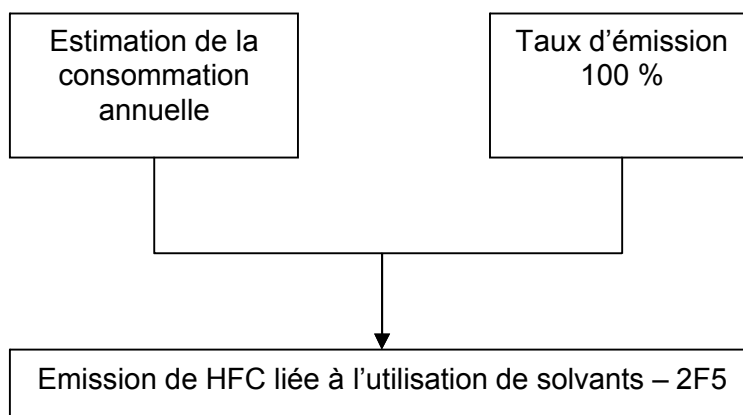 Estimation de la
consommation
annuelle
Taux d’émission
100 %
Emission de HFC liée à l’utilisation de solvants – 2F5